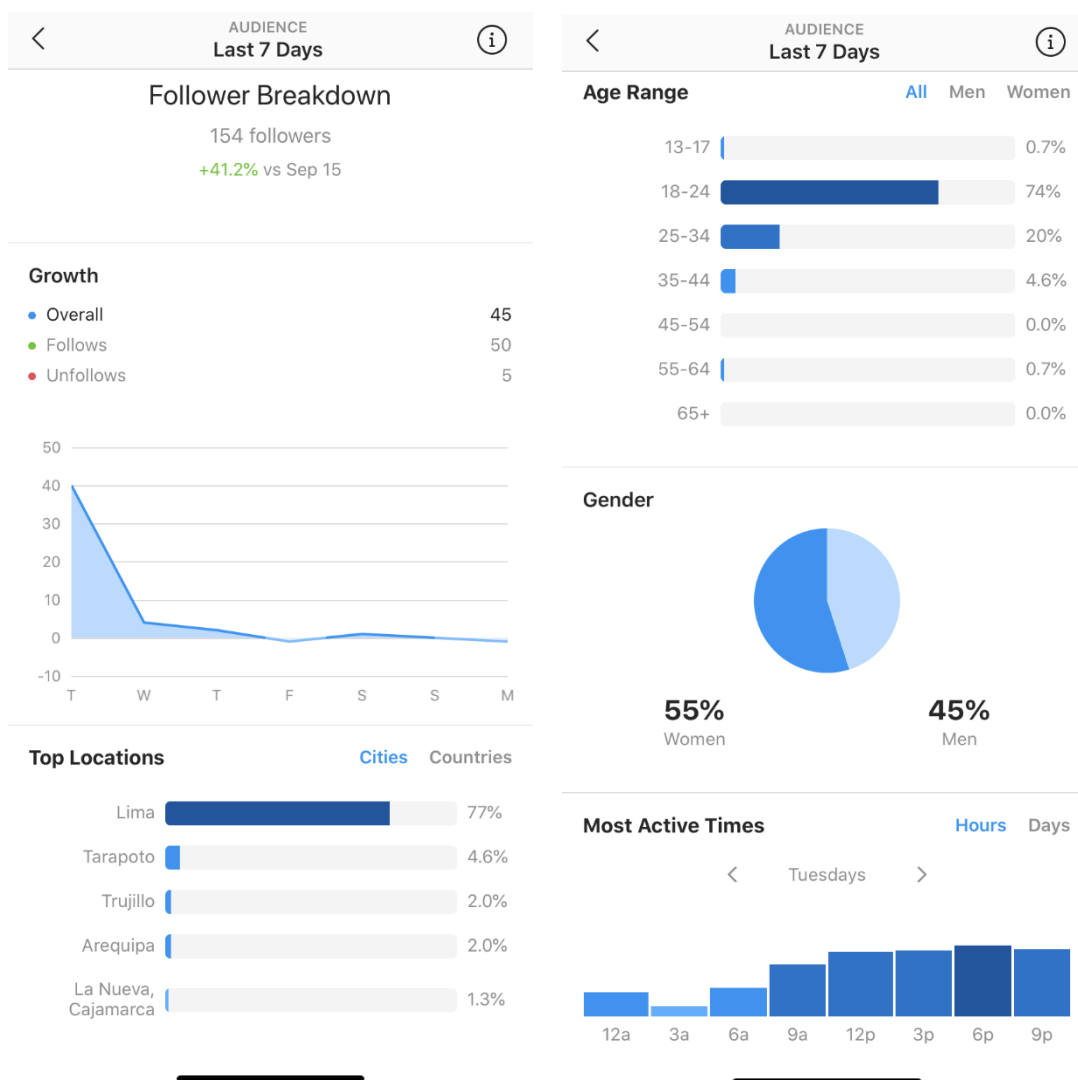 AUDIENCE
Last 7 Days
Follower Breakdown
154 followers
+41.2% vs Sep 15
Growth
Overall 45
Follows 50
Unfollows 5
50
40
30
20
10
0
-10
T W T F S S M
Top Locations Cities Countries
Lima 77%
Tarapoto 4.6%
Trujillo 2.0%
Arequipa 2.0%
La Nueva,
Cajamarca 1.3%
AUDIENCE
Last 7 Days
Age Range All Men Women
13-17 0.7%
18-24 74%
25-34 20%
35-44 4.6%
45-54 0.0%
55-64 0.7%
65+ 0.0%
Gender
55% 45%
Women Men
Most Active Times Hours Days
Tuesdays
12a 3a 6a 9a 12p 3p 6p 9p